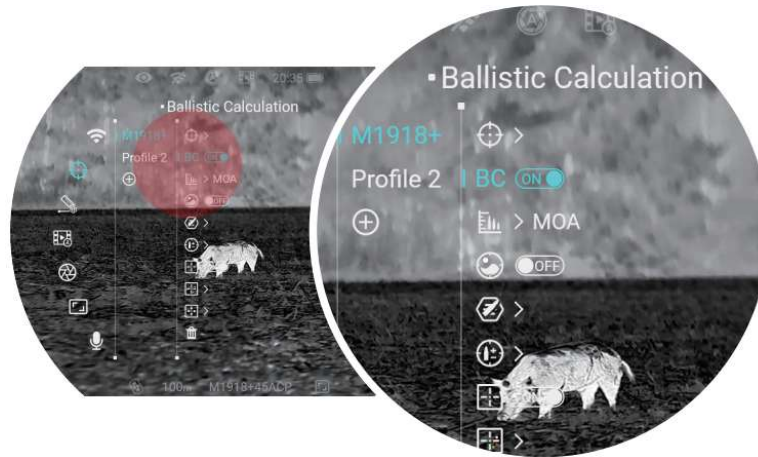 20:35
•Ballistic Calculation
M1918+ >
Profile 2 BC ON
> MOA
OFF
>
>
>
>
>
100m M1918+45ACP
•Ballistic Calculation
M1918+ >
Profile 2 BC ON
> MOA
OFF
>
>
>